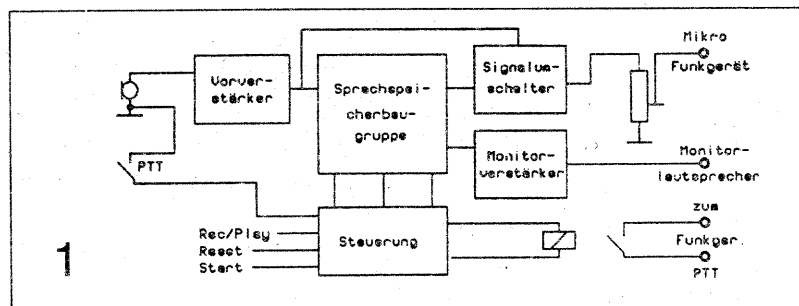 Mikro
Funkgerät
Vorver-
stärker
Sprechspei-
cherbau-
gruppe
Signalum-
schalter
PTT
Monitor-
verstärker
Monitor-
lautsprecher
Rec/Play
Reset
Start
Steuerung
zum
Funkger.
PTT
1